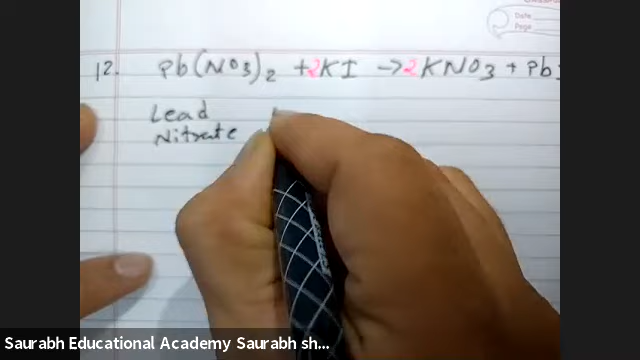 Date
Page
12. Pb(NO3)2 + 2KI → 2KNO3 + Pb
Lead
Nitrate
Saurabh Educational Academy Saurabh sh...